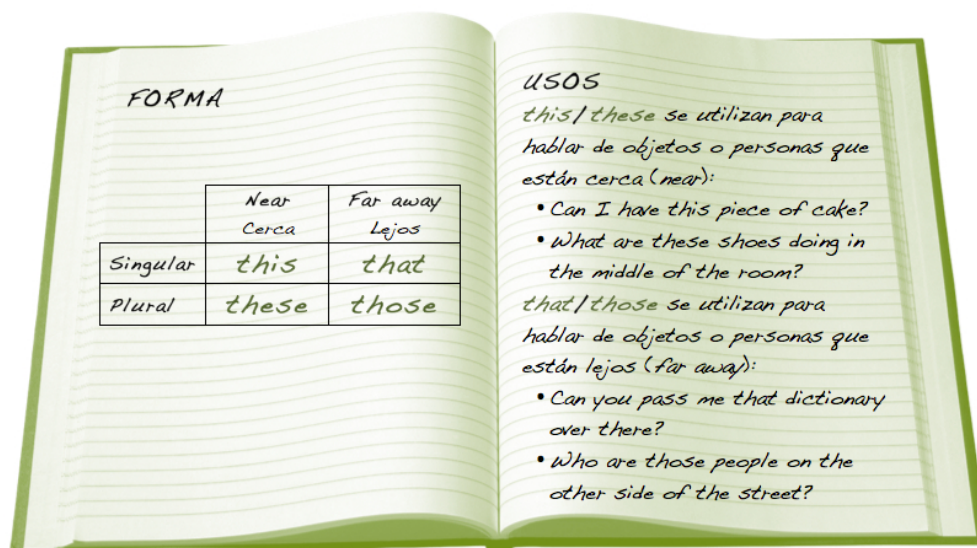 FORMA
Near
Cerca
Far away
Lejos
Singular
this
that
Plural
these
those
USOS
this/these se utilizan para
hablar de objetos o personas que
están cerca (near):
• Can I have this piece of cake?
• What are these shoes doing in
the middle of the room?
that/those se utilizan para
hablar de objetos o personas que
están lejos (far away):
• Can you pass me that dictionary
over there?
• Who are those people on the
other side of the street?